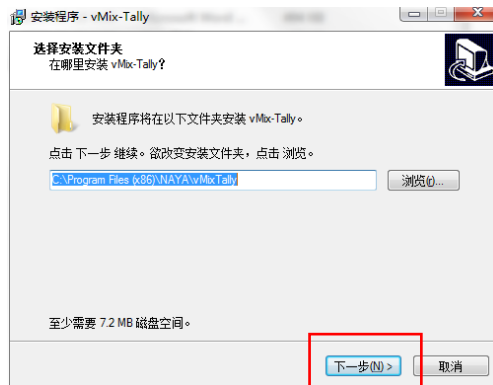 安装程序 - vMix-Tally
选择安装文件夹
在哪里安装 vMix-Tally?
安装程序将在以下文件夹安装 vMix-Tally。
点击 下一步 继续。欲改变安装文件夹，点击 浏览。
C:\Program Files (x86)\NAYA\vMixTally
浏览(r)...
至少需要 7.2 MB 磁盘空间。
下一步(N) >
取消